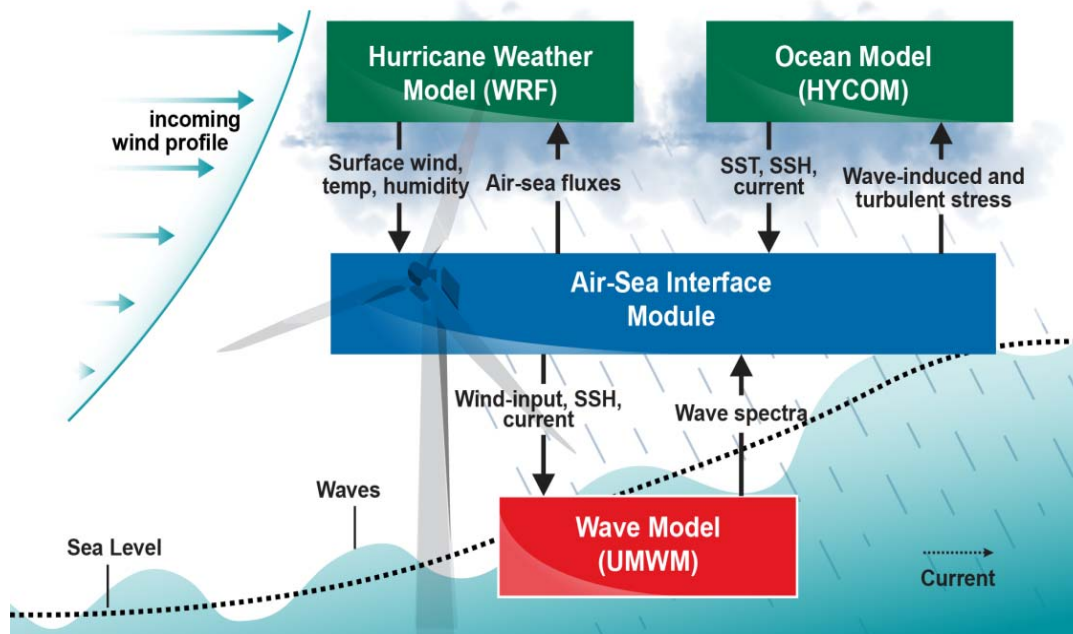 Hurricane Weather
Model (WRF)
Ocean Model
(HYCOM)
incoming
wind profile
Surface wind,
temp, humidity
Air-sea fluxes
SST, SSH,
current
Wave-induced and
turbulent stress
Air-Sea Interface
Module
Wind-input, SSH,
current
Wave spectra
Waves
Sea Level
Wave Model
(UMWM)
Current